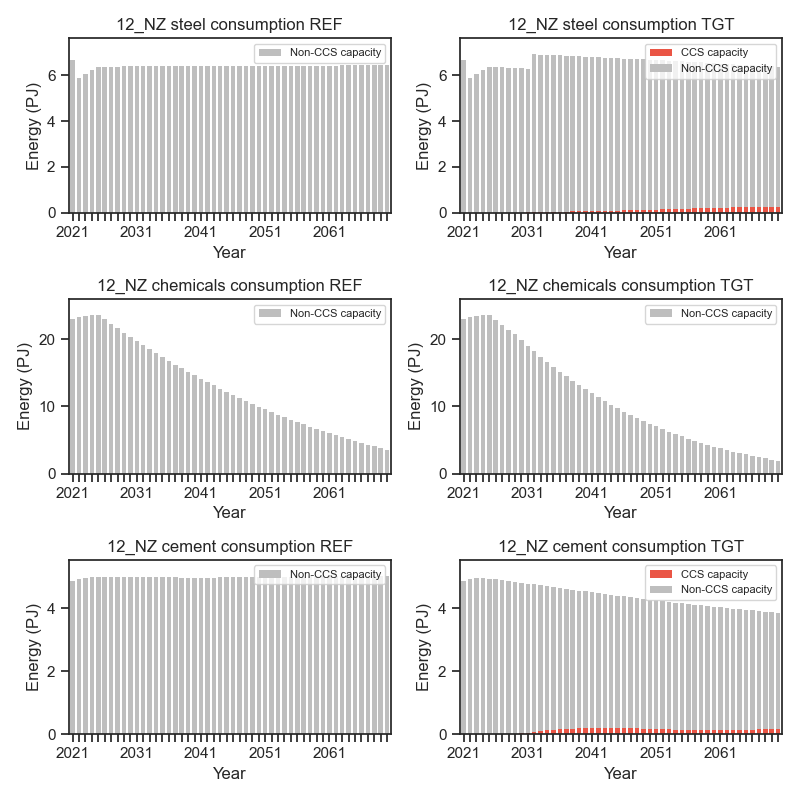 12_NZ steel consumption REF
Non-CCS capacity
Energy (PJ)
6
4
2
0
2021 2031 2041 2051 2061
Year
12_NZ steel consumption TGT
CCS capacity
Non-CCS capacity
Energy (PJ)
6
4
2
0
2021 2031 2041 2051 2061
Year
12_NZ chemicals consumption REF
Non-CCS capacity
Energy (PJ)
20
10
0
2021 2031 2041 2051 2061
Year
12_NZ chemicals consumption TGT
Non-CCS capacity
Energy (PJ)
20
10
0
2021 2031 2041 2051 2061
Year
12_NZ cement consumption REF
Non-CCS capacity
Energy (PJ)
4
2
0
2021 2031 2041 2051 2061
Year
12_NZ cement consumption TGT
CCS capacity
Non-CCS capacity
Energy (PJ)
4
2
0
2021 2031 2041 2051 2061
Year